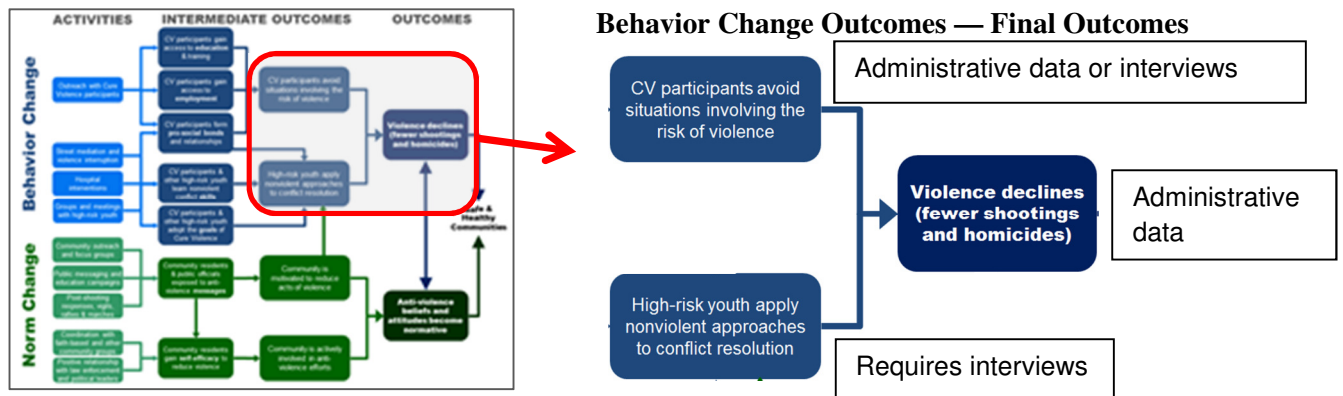 ACTIVITIES
INTERMEDIATE OUTCOMES
OUTCOMES
Behavior Change
Norm Change
Outreach with Cure
Violence participants
Street mediation and
violence interruption
Hospital
interventions
Groups and meetings
with high-risk youth
CV participants gain
access to education
& training
CV participants gain
access to
employment
CV participants form
pro-social bonds
and relationships
CV participants &
other high-risk youth
learn nonviolent
conflict skills
CV participants &
other high-risk youth
adopt the goals of
Cure Violence
CV participants avoid
situations involving the
risk of violence
High-risk youth apply
nonviolent approaches
to conflict resolution
Violence declines
(fewer shootings
and homicides)
Safe &
Healthy
Communities
Community outreach
and focus groups
Public messaging and
education campaigns
Post-shooting
responses, vigils,
rallies & marches
Coordination with
faith-based and other
community groups
Positive relationship
with law enforcement
and political leaders
Community residents
& public officials
exposed to anti-
violence messages
Community residents
gain self-efficacy to
reduce violence
Community is
motivated to reduce
acts of violence
Community is
actively involved in anti-
violence efforts
Anti-violence
beliefs and
attitudes become
normative
Behavior Change Outcomes — Final Outcomes
CV participants avoid
situations involving the
risk of violence
Administrative data or interviews
Violence declines
(fewer shootings
and homicides)
Administrative
data
High-risk youth apply
nonviolent approaches
to conflict resolution
Requires interviews